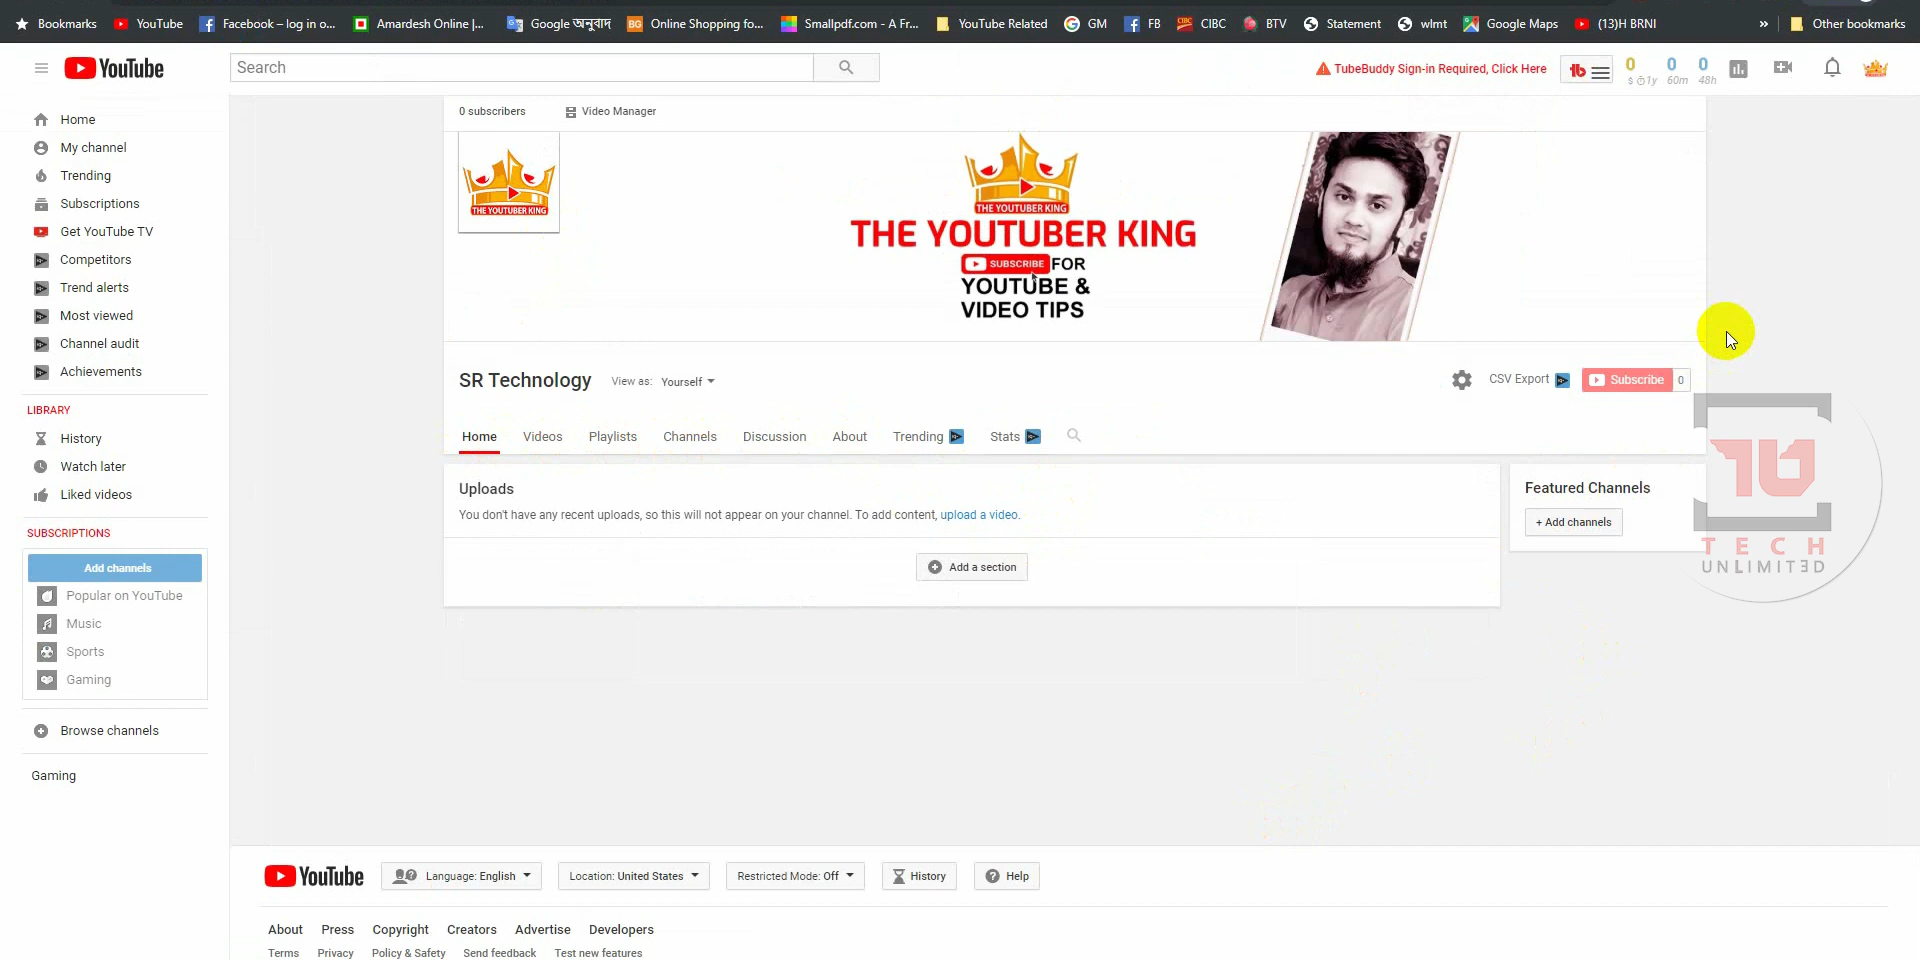 Bookmarks YouTube Facebook – log in o... Amardesh Online |... Google অনুবাদ Online Shopping fo... Smallpdf.com - A Fr... YouTube Related GM FB CIBC BTV Statement wlmt Google Maps (13)H BRNI » Other bookmarks
YouTube Search TubeBuddy Sign-in Required, Click Here 0 0 0
$ 1y 60m 48h
0 subscribers Video Manager
Home
My channel
Trending
Subscriptions
Get YouTube TV
Competitors
Trend alerts
Most viewed
Channel audit
Achievements
LIBRARY
History
Watch later
Liked videos
SUBSCRIPTIONS
Add channels
Popular on YouTube
Music
Sports
Gaming
Browse channels
Gaming
THE YOUTUBER KING
THE YOUTUBER KING
THE YOUTUBER KING
SUBSCRIBE FOR
YOUTUBE &
VIDEO TIPS
SR Technology View as: Yourself CSV Export Subscribe 0
Home Videos Playlists Channels Discussion About Trending Stats
Uploads
You don't have any recent uploads, so this will not appear on your channel. To add content, upload a video.
Add a section
Featured Channels
+ Add channels
TECH
UNLIMITED
YouTube Language: English Location: United States Restricted Mode: Off History Help
About Press Copyright Creators Advertise Developers
Terms Privacy Policy & Safety Send feedback Test new features